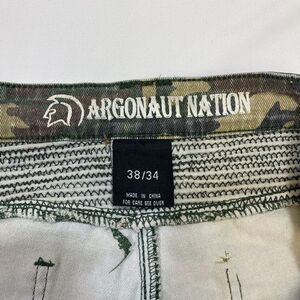 ARGONAUT NATION
38/34
MADE IN CHINA
FOR CARE SEE OVER